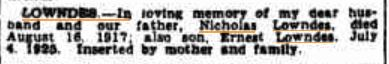 LOWNDES.—In loving memory of my dear hus-
band and our father, Nicholas Lowndes, died
August 16, 1917; also son, Ernest Lowndes, July
4, 1925. Inserted by mother and family.